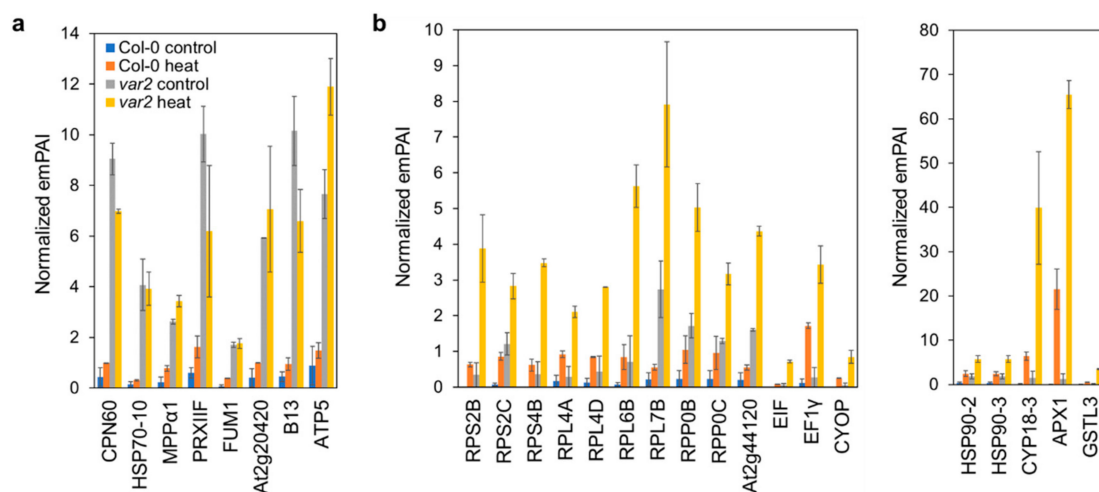 a
Normalized emPAI
14
12
10
8
6
4
2
0
Col-0 control
Col-0 heat
var2 control
var2 heat
CPN60
HSP70-10
MPPα1
PRXIIF
FUM1
At2g20420
B13
ATP5
b
Normalized emPAI
10
9
8
7
6
5
4
3
2
1
0
RPS2B
RPS2C
RPS4B
RPL4A
RPL4D
RPL6B
RPL7B
RPP0B
RPP0C
At2g44120
EIF
EF1γ
CYOP
Normalized emPAI
80
70
60
50
40
30
20
10
0
HSP90-2
HSP90-3
CYP18-3
APX1
GSTL3